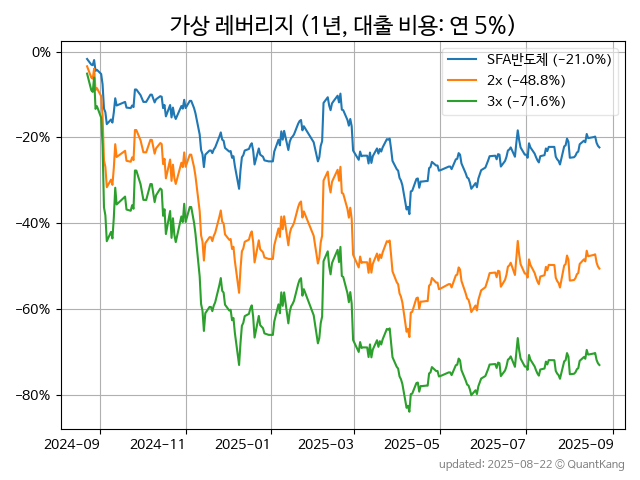 가상 레버리지 (1년, 대출 비용: 연 5%)
SFA반도체 (−21.0%)
2x (−48.8%)
3x (−71.6%)
0%
−20%
−40%
−60%
−80%
2024-09 2024-11 2025-01 2025-03 2025-05 2025-07 2025-09
updated: 2025-08-22 © QuantKang